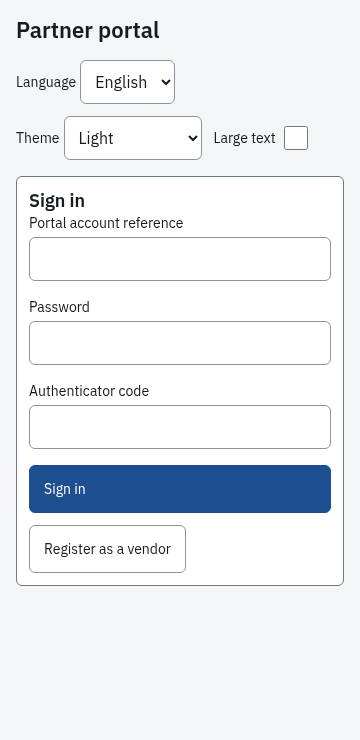 Partner portal
Language English
Theme Light Large text
Sign in
Portal account reference
Password
Authenticator code
Sign in
Register as a vendor